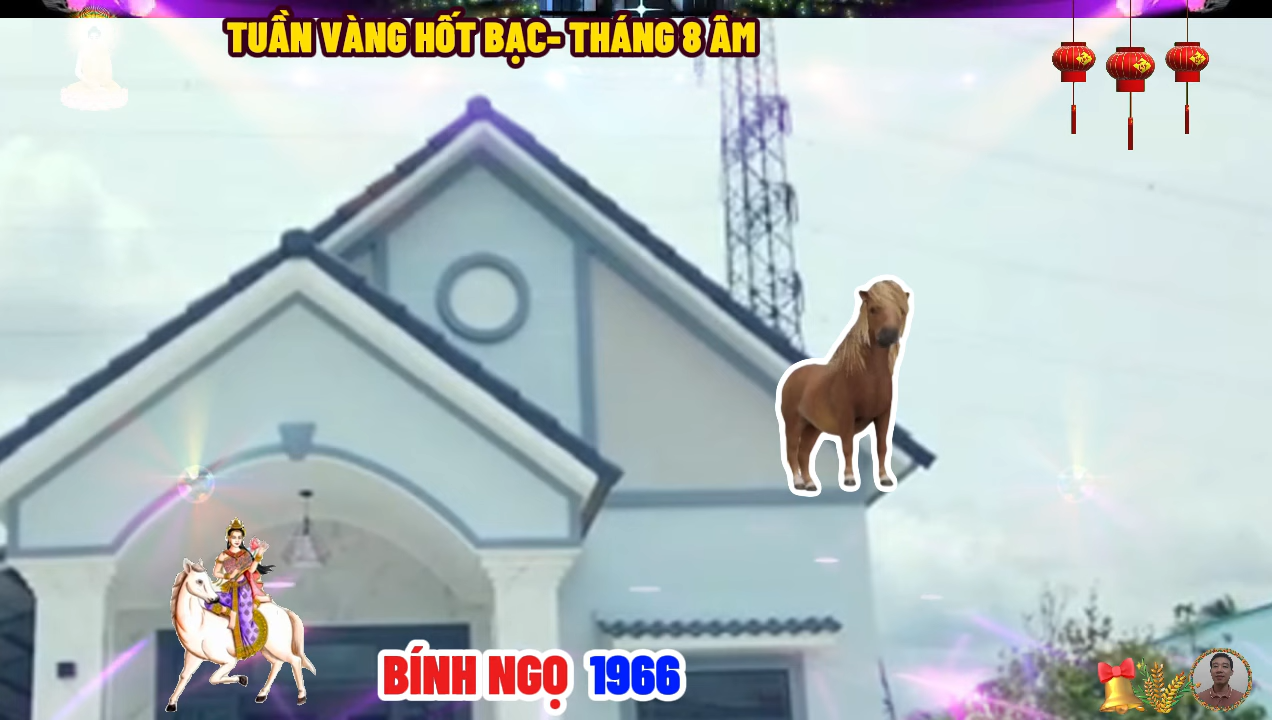 TUẦN VÀNG HỐT BẠC- THÁNG 8 ÂM
BÍNH NGỌ 1966